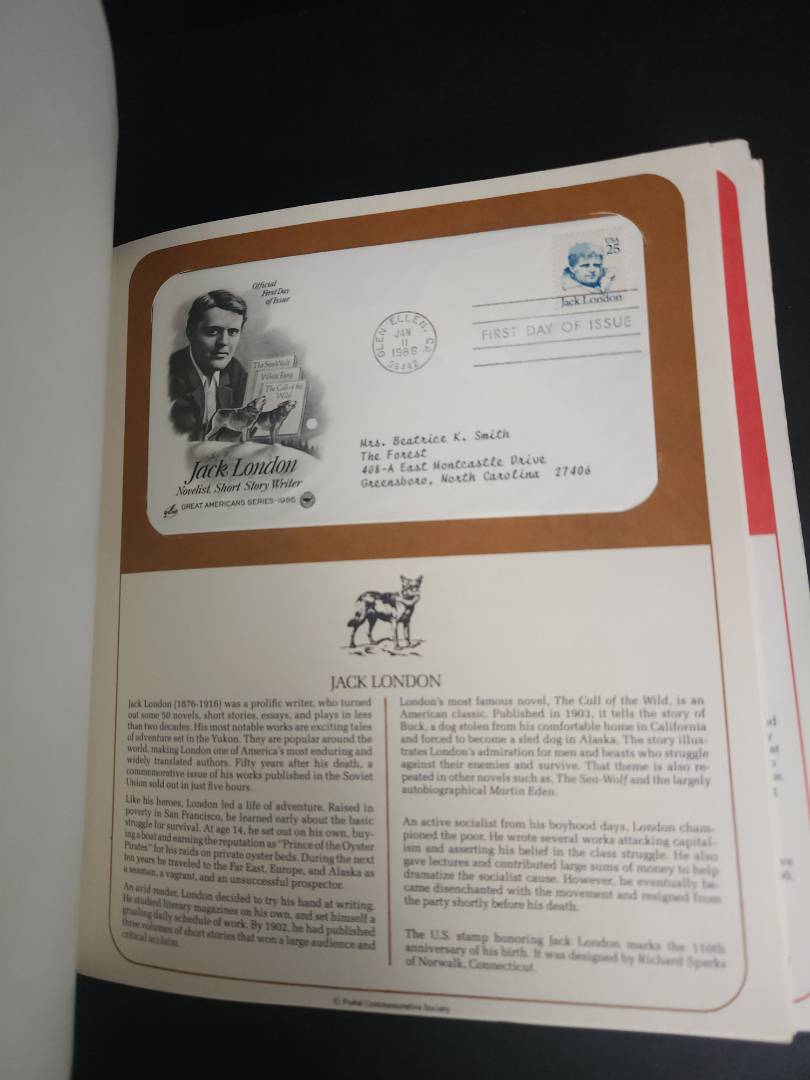 Official
First Day
of Issue
The Sea-Wolf
White Fang
The Call of the
Wild
Jack London
Novelist, Short Story Writer
GREAT AMERICANS SERIES-1986
GLEN ELLEN, CA
JAN
11
1986
95442
USA
25
Jack London
FIRST DAY OF ISSUE
Mrs. Beatrice K. Smith
The Forest
408-A East Montcastle Drive
Greensboro, North Carolina 27406
JACK LONDON
Jack London (1876-1916) was a prolific writer, who turned
out some 50 novels, short stories, essays, and plays in less
than two decades. His most notable works are exciting tales
of adventure set in the Yukon. They are popular around the
world, making London one of America's most enduring and
widely translated authors. Fifty years after his death, a
commemorative issue of his works published in the Soviet
Union sold out in just five hours.
Like his heroes, London led a life of adventure. Raised in
poverty in San Francisco, he learned early about the basic
struggle for survival. At age 14, he set out on his own, buy-
ing a boat and earning the reputation as "Prince of the Oyster
Pirates" for his raids on private oyster beds. During the next
ten years he traveled to the Far East, Europe, and Alaska as
a seaman, a vagrant, and an unsuccessful prospector.
An avid reader, London decided to try his hand at writing.
He studied literary magazines on his own, and set himself a
grueling daily schedule of work. By 1902, he had published
three volumes of short stories that won a large audience and
critical acclaim.
London's most famous novel, The Call of the Wild, is an
American classic. Published in 1903, it tells the story of
Buck, a dog stolen from his comfortable home in California
and forced to become a sled dog in Alaska. The story illus-
trates London's admiration for men and beasts who struggle
against their enemies and survive. That theme is also re-
peated in other novels such as, The Sea-Wolf and the largely
autobiographical Martin Eden.
An active socialist from his boyhood days, London cham-
pioned the poor. He wrote several works attacking capital-
ism and asserting his belief in the class struggle. He also
gave lectures and contributed large sums of money to help
dramatize the socialist cause. However, he eventually be-
came disenchanted with the movement and resigned from
the party shortly before his death.
The U.S. stamp honoring Jack London marks the 110th
anniversary of his birth. It was designed by Richard Sparks
of Norwalk, Connecticut.
© Postal Commemorative Society